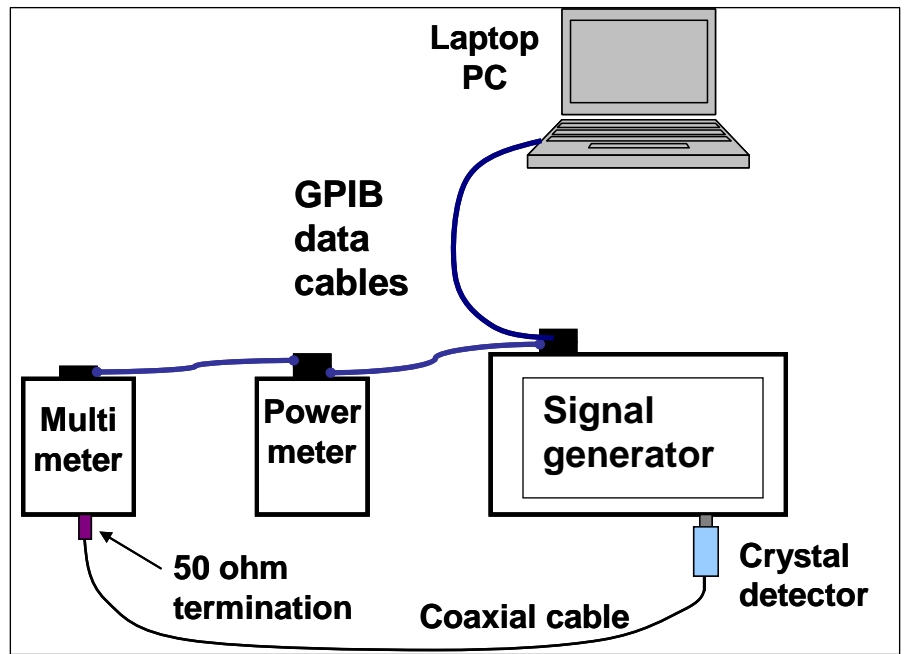 Laptop
PC
GPIB
data
cables
Multi
meter
Power
meter
Signal
generator
50 ohm
termination
Coaxial cable
Crystal
detector